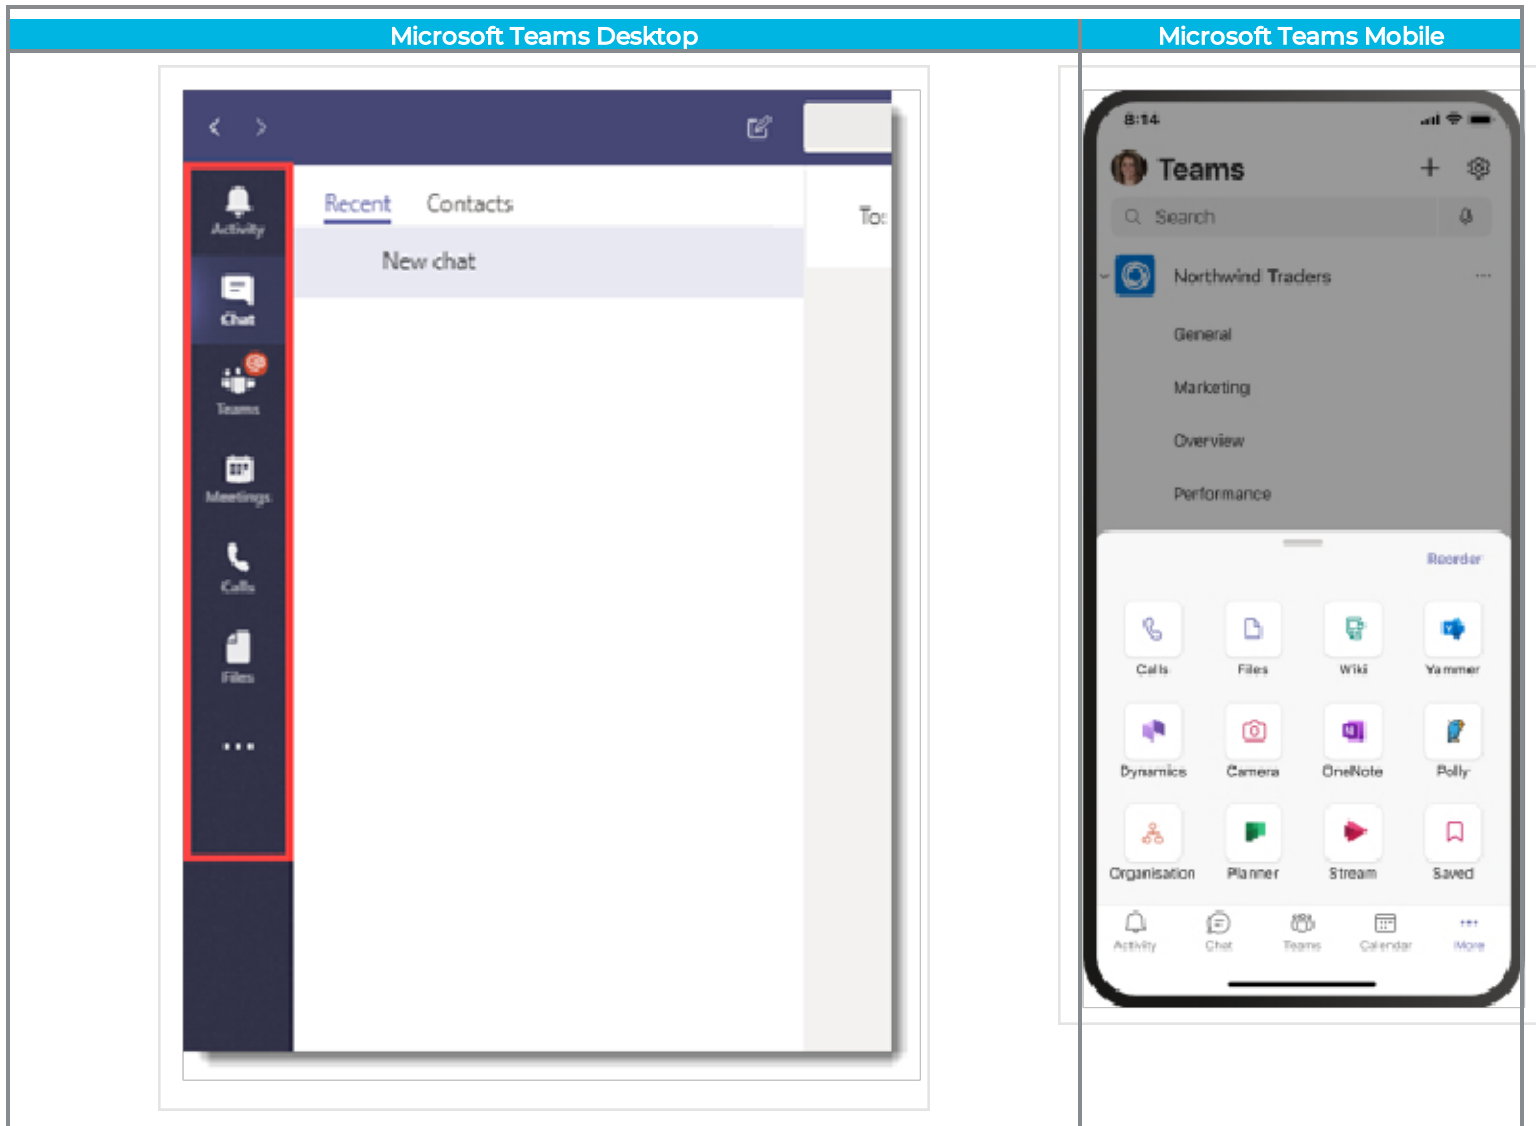 Microsoft Teams Desktop
Microsoft Teams Mobile
Activity
Chat
Teams
Meetings
Calls
Files
Recent Contacts
New chat
To:
8:14
Teams
Search
Northwind Traders
General
Marketing
Overview
Performance
Reorder
Calls Files Wiki Yammer
Dynamics Camera OneNote Polly
Organisation Planner Stream Saved
Activity Chat Teams Calendar More